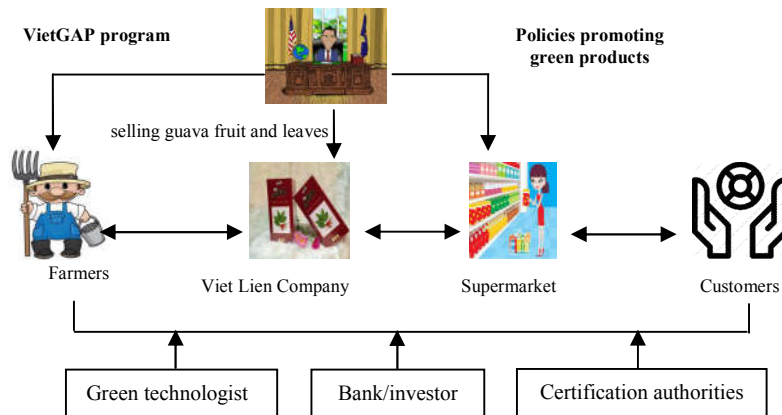 VietGAP program
Policies promoting
green products
selling guava fruit and leaves
Farmers
Viet Lien Company
Supermarket
Customers
Green technologist
Bank/investor
Certification authorities